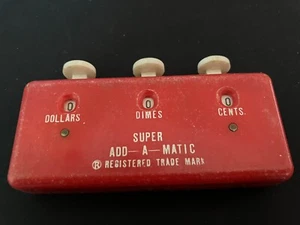 0 0 0
DOLLARS DIMES CENTS.
SUPER
ADD-A-MATIC
® REGISTERED TRADE MARK